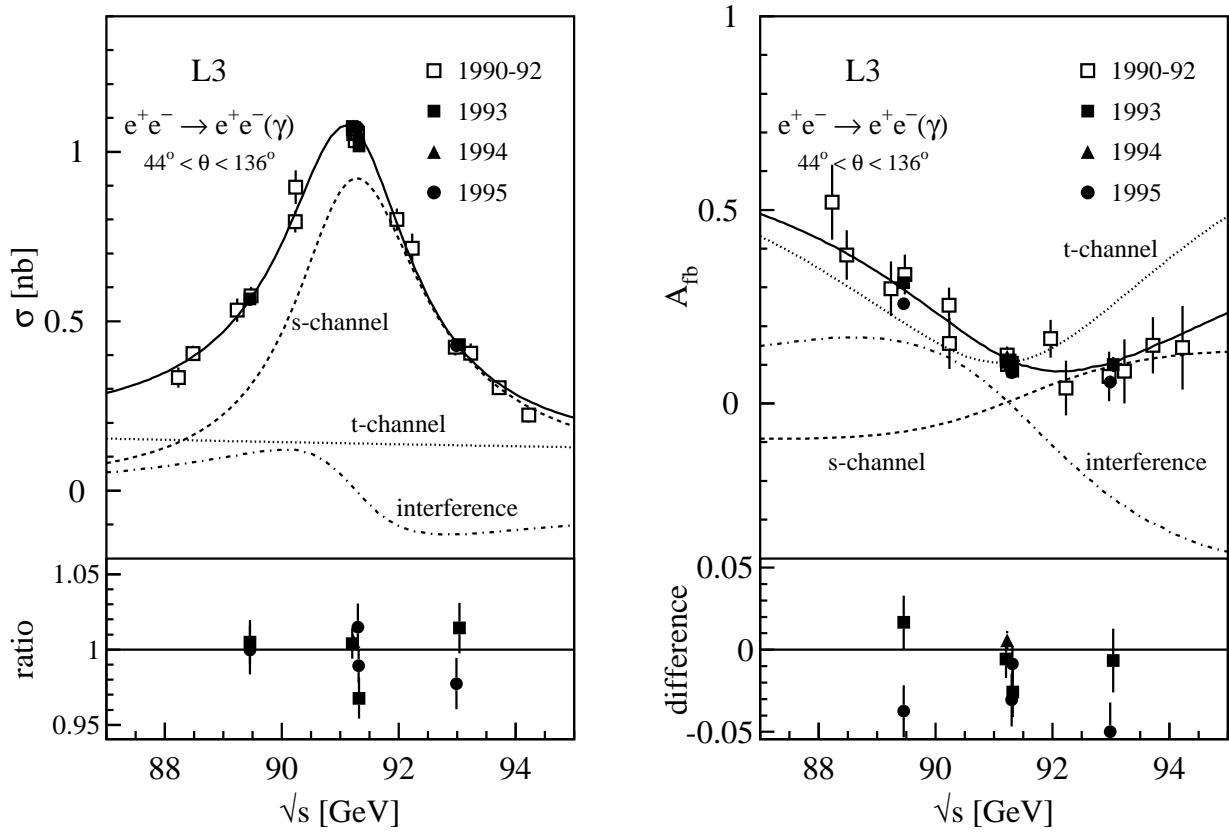 L3
e⁺e⁻ → e⁺e⁻(γ)
44° < θ < 136°
1990-92
1993
1994
1995
s-channel
t-channel
interference
σ [nb]
1
0.5
0
1.05
1
0.95
ratio
88 90 92 94
√s [GeV]
L3
e⁺e⁻ → e⁺e⁻(γ)
44° < θ < 136°
1990-92
1993
1994
1995
t-channel
s-channel
interference
A_fb
1
0.5
0
0.05
0
-0.05
difference
88 90 92 94
√s [GeV]